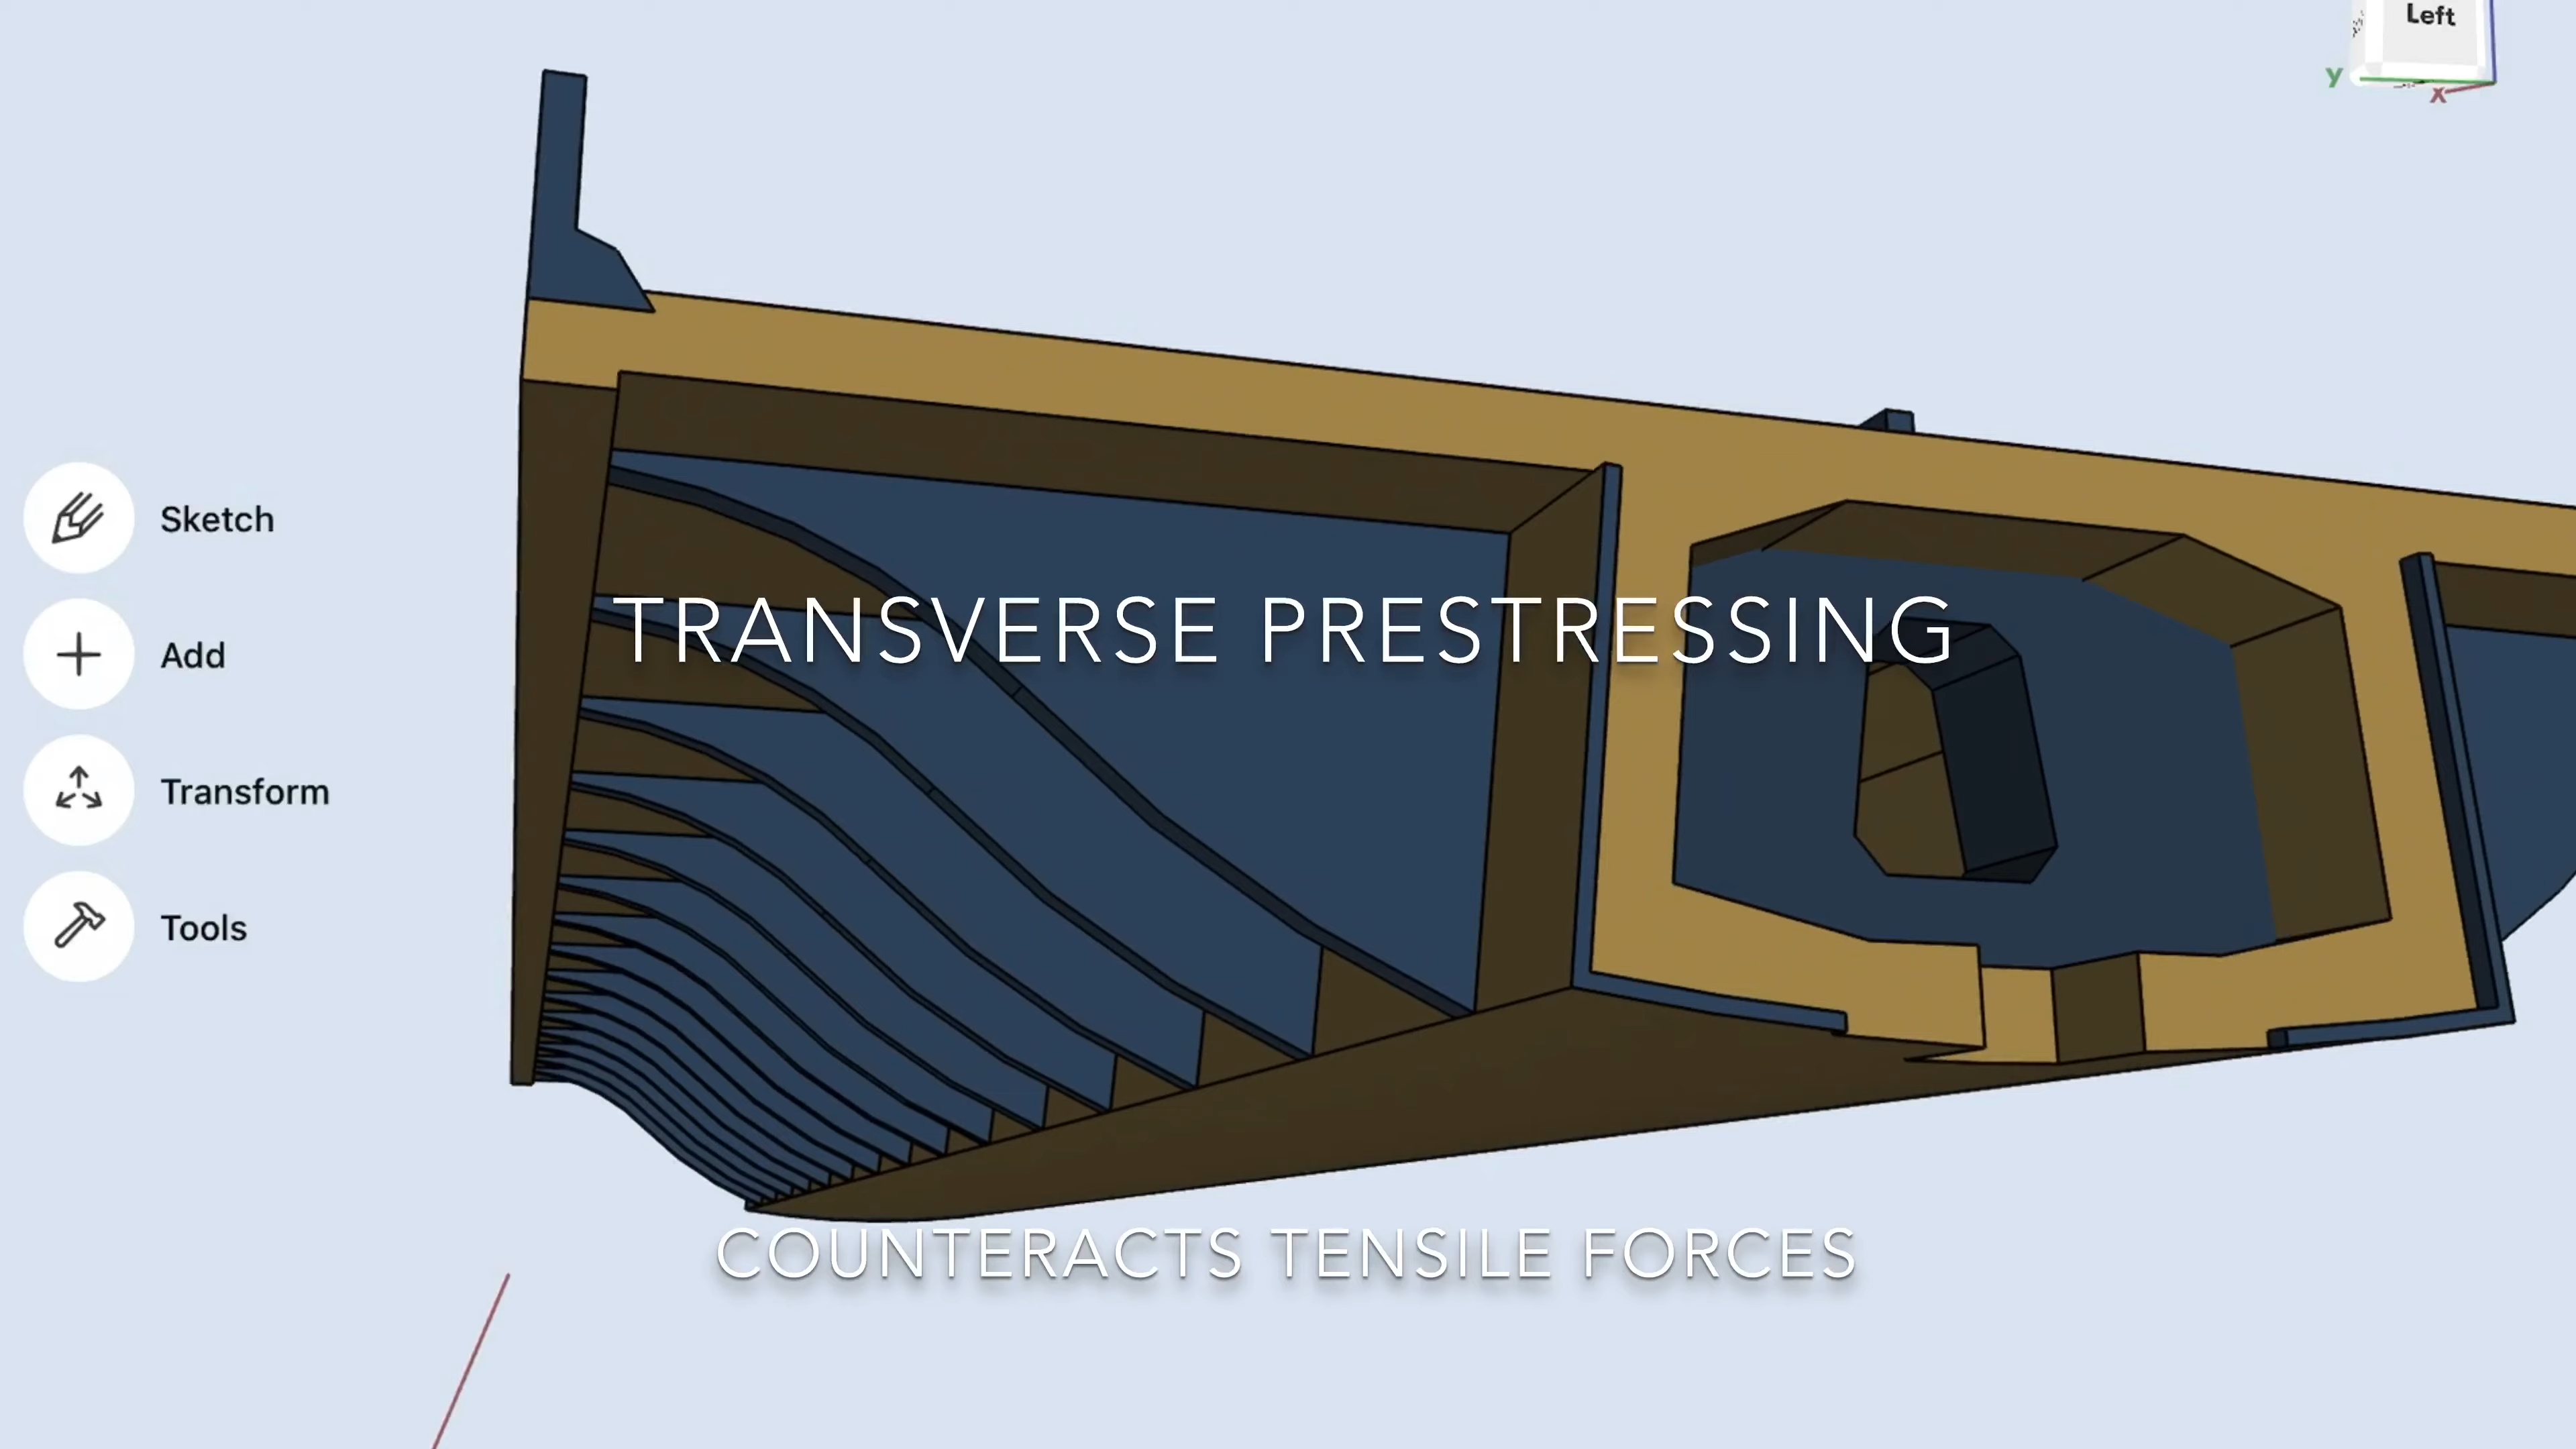 Left
y
x
Sketch
TRANSVERSE PRESTRESSING
Add
Transform
Tools
COUNTERACTS TENSILE FORCES